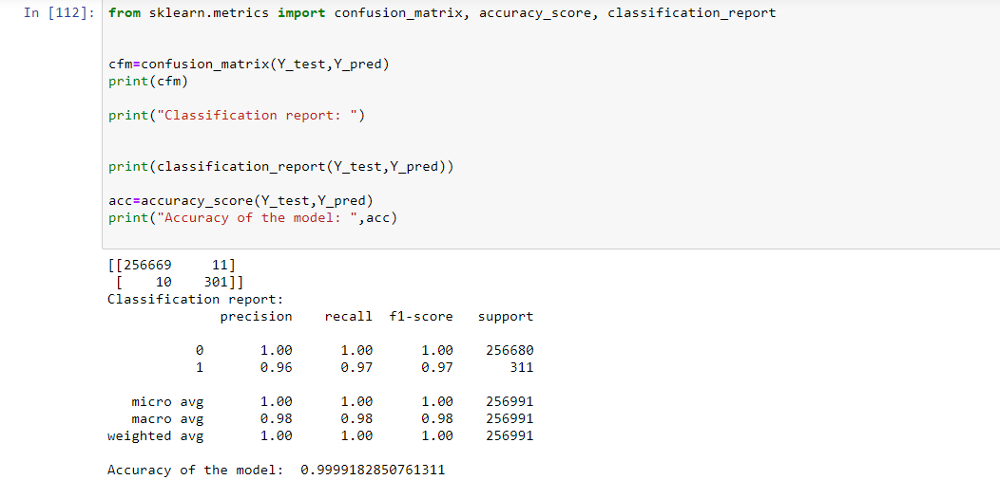 In [112]: from sklearn.metrics import confusion_matrix, accuracy_score, classification_report
cfm=confusion_matrix(Y_test,Y_pred)
print(cfm)
print("Classification report: ")
print(classification_report(Y_test,Y_pred))
acc=accuracy_score(Y_test,Y_pred)
print("Accuracy of the model: ",acc)
[[256669     11]
 [    10    301]]
Classification report:
              precision    recall  f1-score   support
           0       1.00      1.00      1.00    256680
           1       0.96      0.97      0.97       311
   micro avg       1.00      1.00      1.00    256991
   macro avg       0.98      0.98      0.98    256991
weighted avg       1.00      1.00      1.00    256991
Accuracy of the model:  0.9999182850761311